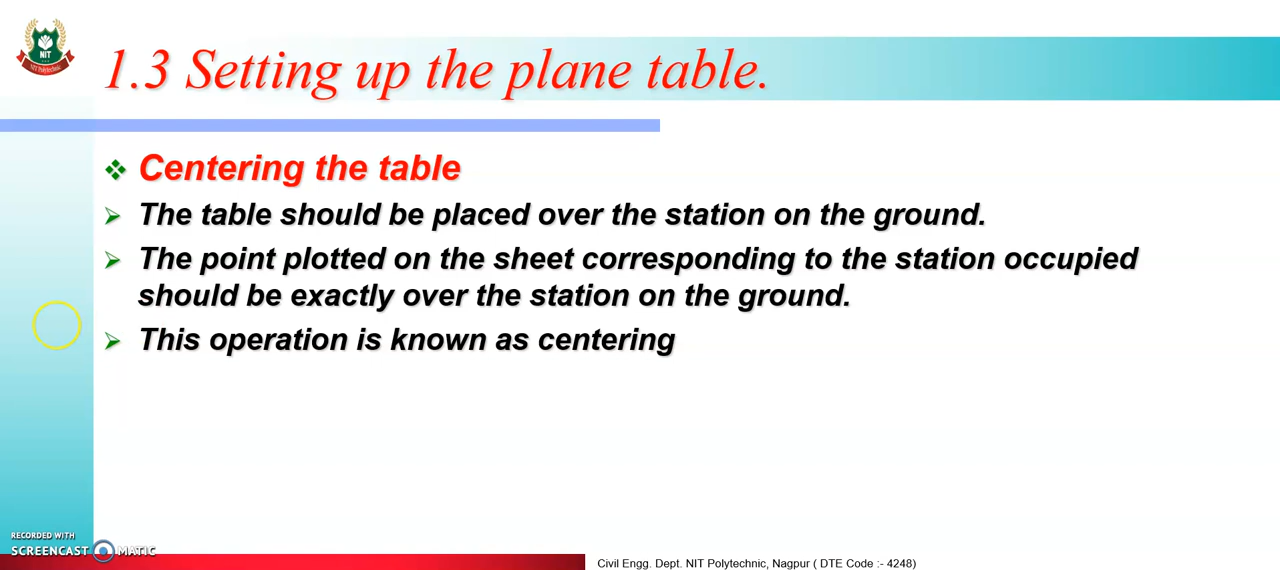 NIT
NIT Polytechnic
1.3 Setting up the plane table.
Centering the table
The table should be placed over the station on the ground.
The point plotted on the sheet corresponding to the station occupied
should be exactly over the station on the ground.
This operation is known as centering
RECORDED WITH
SCREENCAST MATIC
Civil Engg. Dept. NIT Polytechnic, Nagpur ( DTE Code :- 4248)